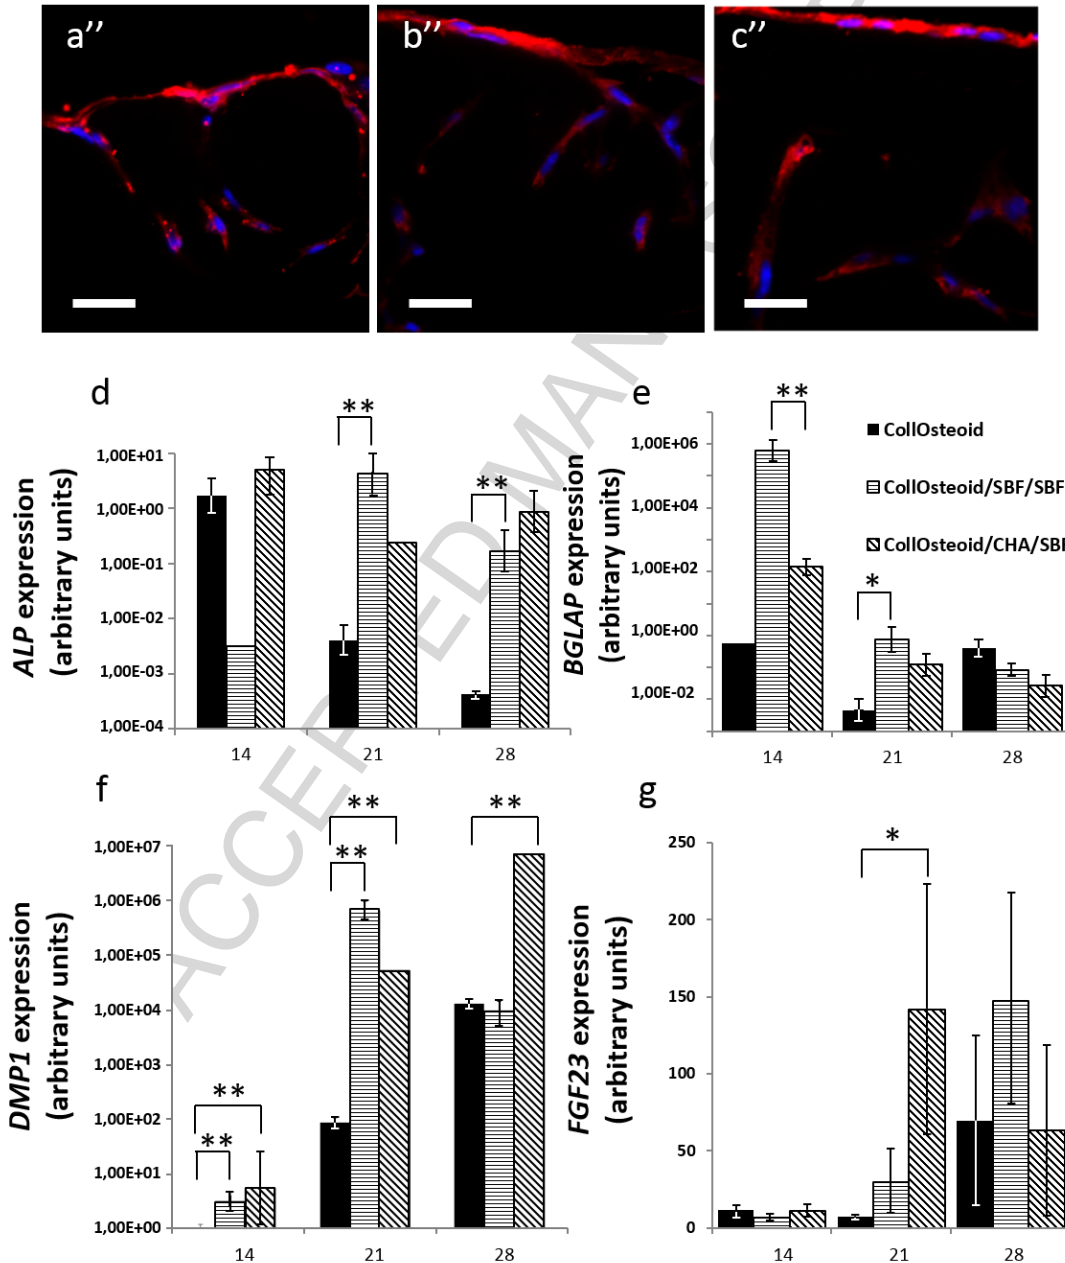 a’’
b’’
c’’
d
ALP expression
(arbitrary units)
1,00E+01
1,00E+00
1,00E-01
1,00E-02
1,00E-03
1,00E-04
**
**
14
21
28
e
BGLAP expression
(arbitrary units)
1,00E+06
1,00E+04
1,00E+02
1,00E+00
1,00E-02
**
*
CollOsteoid
CollOsteoid/SBF/SBF
CollOsteoid/CHA/SBF
14
21
28
f
DMP1 expression
(arbitrary units)
1,00E+07
1,00E+06
1,00E+05
1,00E+04
1,00E+03
1,00E+02
1,00E+01
1,00E+00
**
**
**
**
**
14
21
28
g
FGF23 expression
(arbitrary units)
250
200
150
100
50
0
*
14
21
28